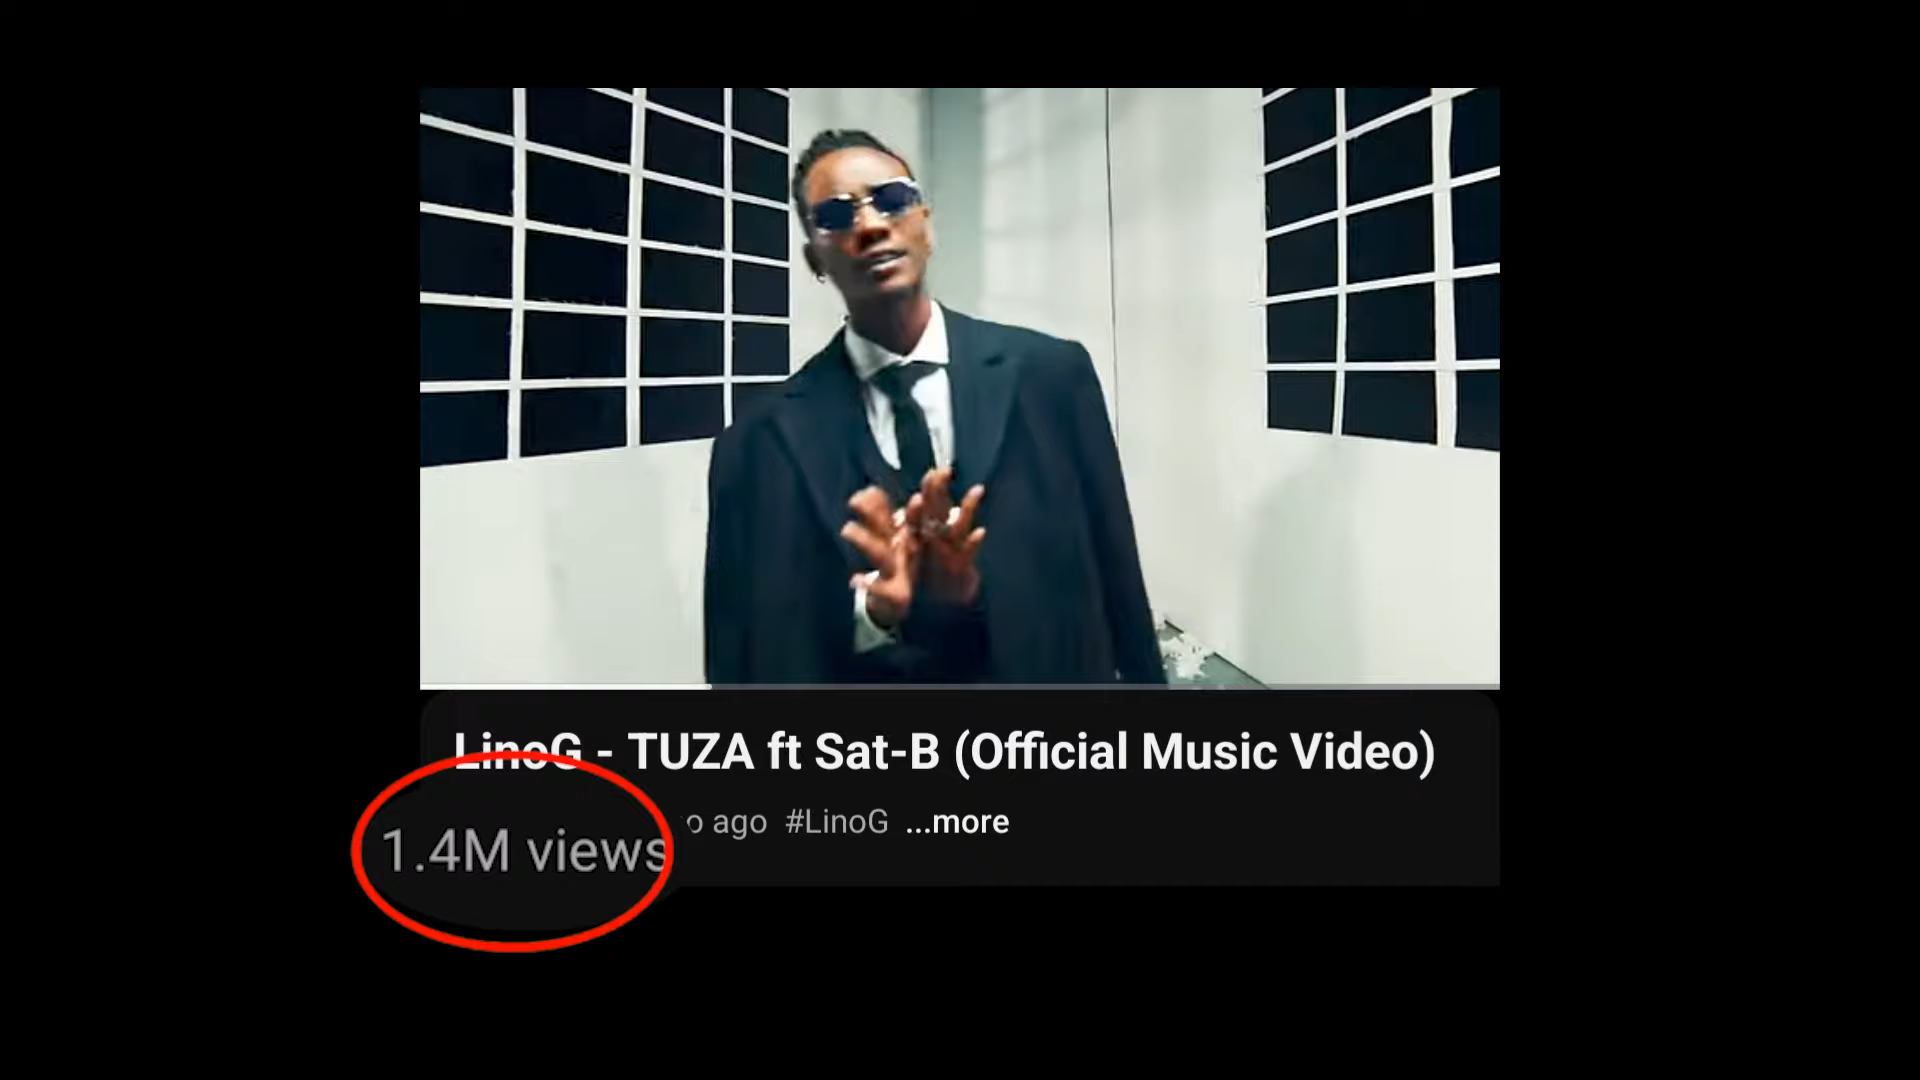 LinoG - TUZA ft Sat-B (Official Music Video)
1.4M views
o ago #LinoG ...more